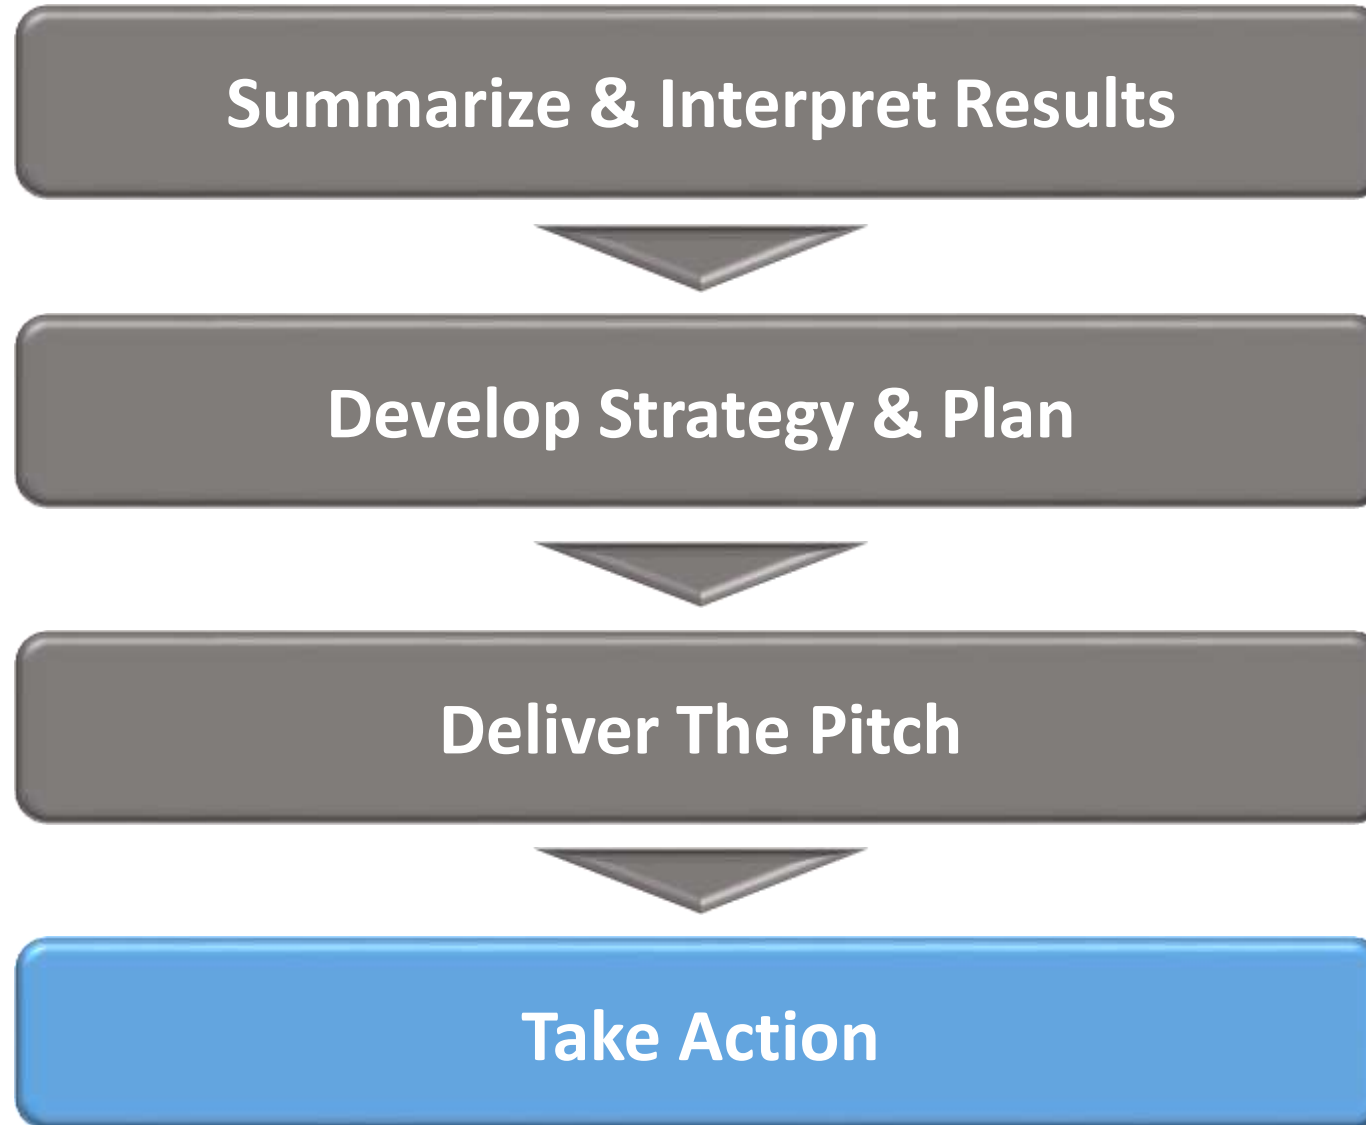 Summarize & Interpret Results
Develop Strategy & Plan
Deliver The Pitch
Take Action